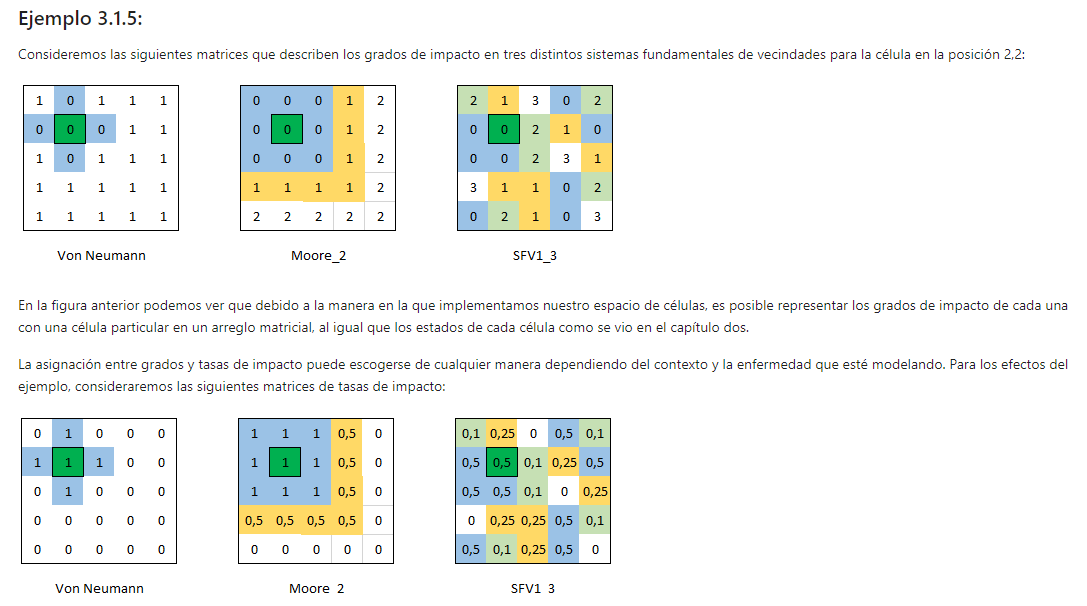 Ejemplo 3.1.5:
Consideremos las siguientes matrices que describen los grados de impacto en tres distintos sistemas fundamentales de vecindades para la célula en la posición 2,2:
1 0 1 1 1 0 0 0 1 2 2 1 3 0 2
0 0 0 1 1 0 0 0 1 2 0 0 2 1 0
1 0 1 1 1 0 0 0 1 2 0 0 2 3 1
1 1 1 1 1 1 1 1 1 2 3 1 1 0 2
1 1 1 1 1 2 2 2 2 2 0 2 1 0 3
Von Neumann Moore_2 SFV1_3
En la figura anterior podemos ver que debido a la manera en la que implementamos nuestro espacio de células, es posible representar los grados de impacto de cada una
con una célula particular en un arreglo matricial, al igual que los estados de cada célula como se vio en el capítulo dos.
La asignación entre grados y tasas de impacto puede escogerse de cualquier manera dependiendo del contexto y la enfermedad que esté modelando. Para los efectos del
ejemplo, consideraremos las siguientes matrices de tasas de impacto:
0 1 0 0 0 1 1 1 0,5 0 0,1 0,25 0 0,5 0,1
1 1 1 0 0 1 1 1 0,5 0 0,5 0,5 0,1 0,25 0,5
0 1 0 0 0 1 1 1 0,5 0 0,5 0,5 0,1 0 0,25
0 0 0 0 0 0,5 0,5 0,5 0,5 0 0 0,25 0,25 0,5 0,1
0 0 0 0 0 0 0 0 0 0 0,5 0,1 0,25 0,5 0
Von Neumann Moore 2 SFV1 3